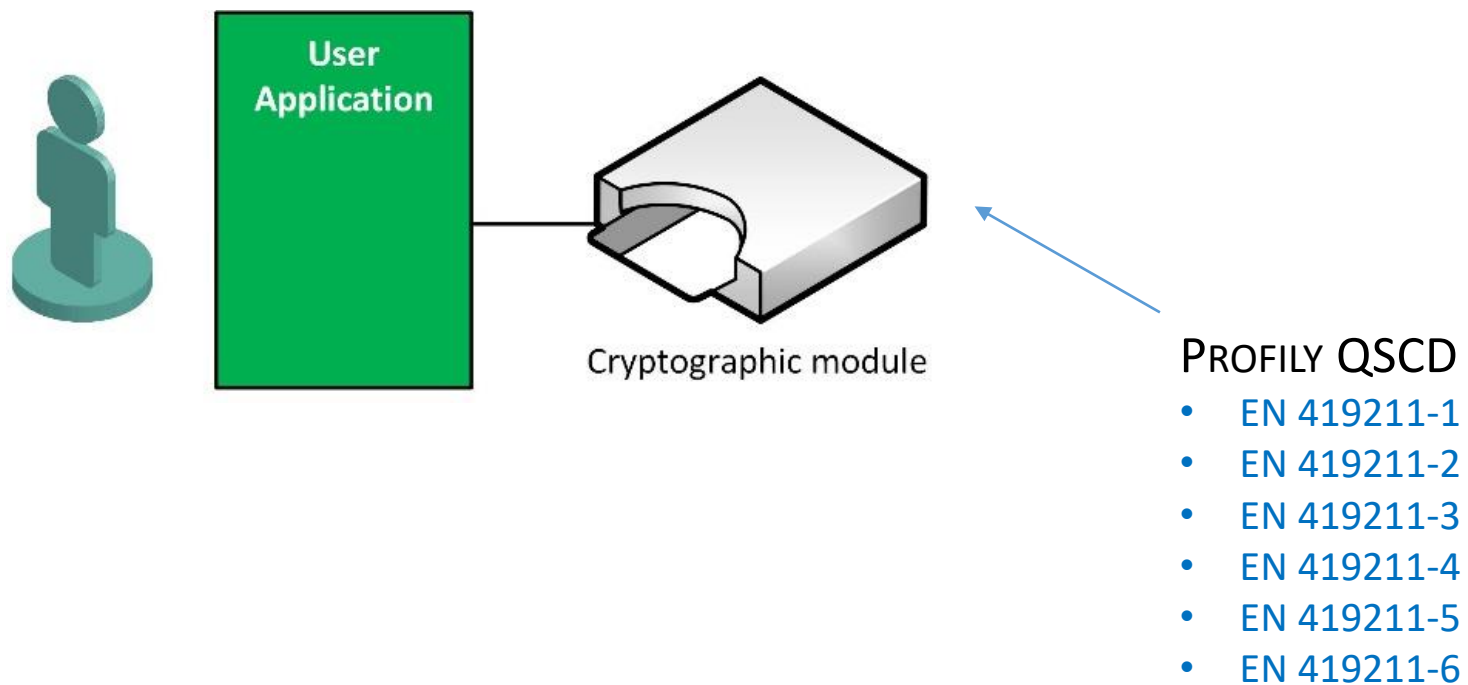 User
Application
Cryptographic module
PROFILY QSCD
• EN 419211-1
• EN 419211-2
• EN 419211-3
• EN 419211-4
• EN 419211-5
• EN 419211-6